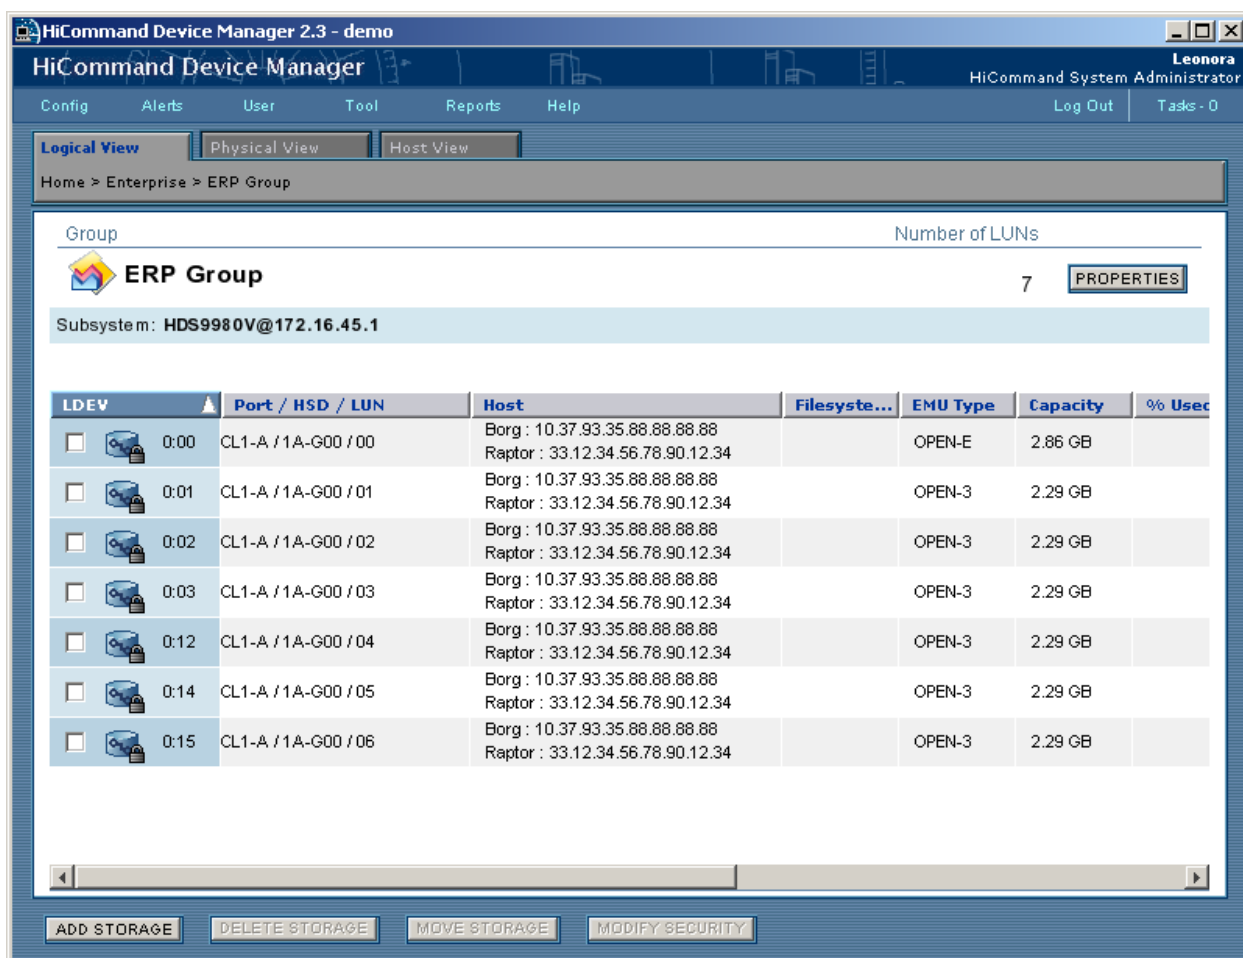 HiCommand Device Manager 2.3 - demo
HiCommand Device Manager
Leonora
HiCommand System Administrator
Config Alerts User Tool Reports Help Log Out Tasks - 0
Logical View Physical View Host View
Home > Enterprise > ERP Group
Group Number of LUNs
ERP Group 7 PROPERTIES
Subsystem: HDS9980V@172.16.45.1
LDEV Port / HSD / LUN Host Filesyste... EMU Type Capacity % Used
0:00 CL1-A / 1A-G00 / 00 Borg : 10.37.93.35.88.88.88.88 OPEN-E 2.86 GB
Raptor : 33.12.34.56.78.90.12.34
0:01 CL1-A / 1A-G00 / 01 Borg : 10.37.93.35.88.88.88.88 OPEN-3 2.29 GB
Raptor : 33.12.34.56.78.90.12.34
0:02 CL1-A / 1A-G00 / 02 Borg : 10.37.93.35.88.88.88.88 OPEN-3 2.29 GB
Raptor : 33.12.34.56.78.90.12.34
0:03 CL1-A / 1A-G00 / 03 Borg : 10.37.93.35.88.88.88.88 OPEN-3 2.29 GB
Raptor : 33.12.34.56.78.90.12.34
0:12 CL1-A / 1A-G00 / 04 Borg : 10.37.93.35.88.88.88.88 OPEN-3 2.29 GB
Raptor : 33.12.34.56.78.90.12.34
0:14 CL1-A / 1A-G00 / 05 Borg : 10.37.93.35.88.88.88.88 OPEN-3 2.29 GB
Raptor : 33.12.34.56.78.90.12.34
0:15 CL1-A / 1A-G00 / 06 Borg : 10.37.93.35.88.88.88.88 OPEN-3 2.29 GB
Raptor : 33.12.34.56.78.90.12.34
ADD STORAGE DELETE STORAGE MOVE STORAGE MODIFY SECURITY